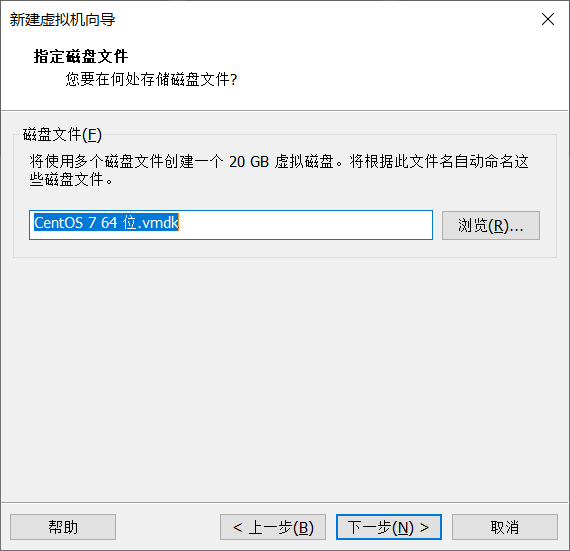 新建虚拟机向导
指定磁盘文件
您要在何处存储磁盘文件?
磁盘文件(F)
将使用多个磁盘文件创建一个 20 GB 虚拟磁盘。将根据此文件名自动命名这
些磁盘文件。
CentOS 7 64 位.vmdk
浏览(R)...
帮助
< 上一步(B)
下一步(N) >
取消